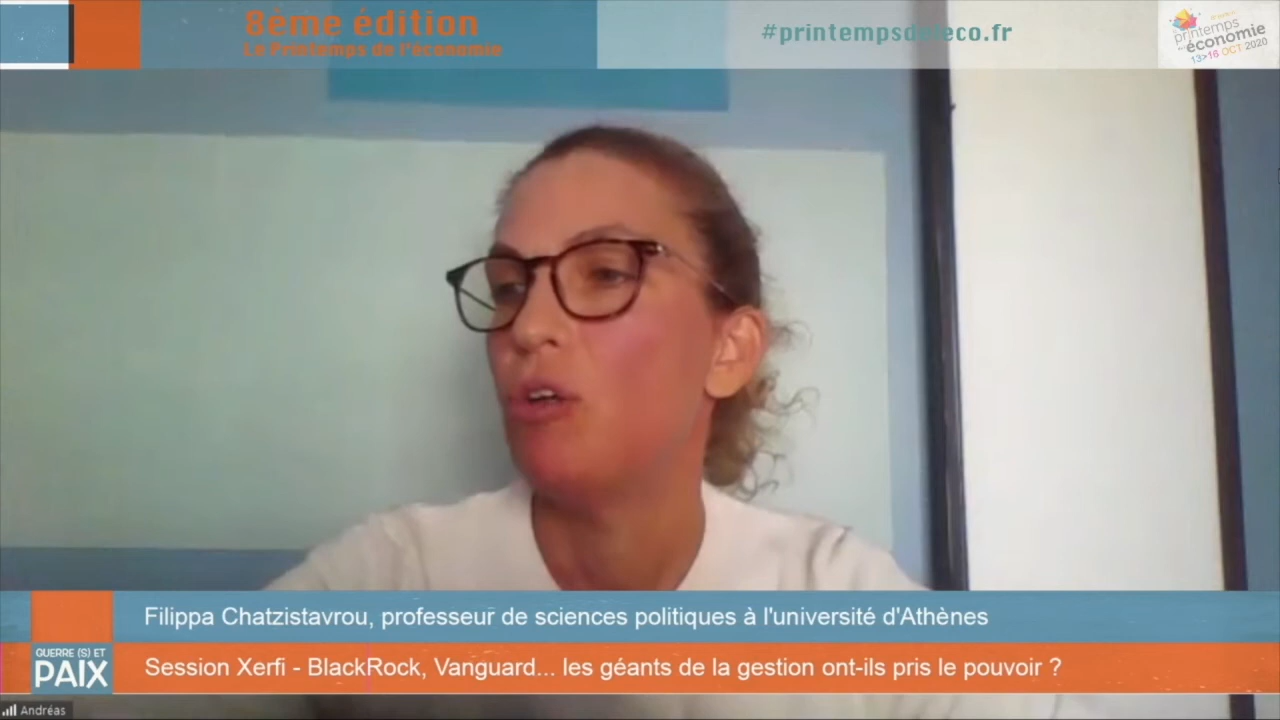 8ème édition
Le Printemps de l'économie
#printempsdeleco.fr
printemps
économie
13>16 OCT 2020
Filippa Chatzistavrou, professeur de sciences politiques à l'université d'Athènes
GUERRE (S) ET
PAIX
Session Xerfi - BlackRock, Vanguard... les géants de la gestion ont-ils pris le pouvoir ?
Andréas